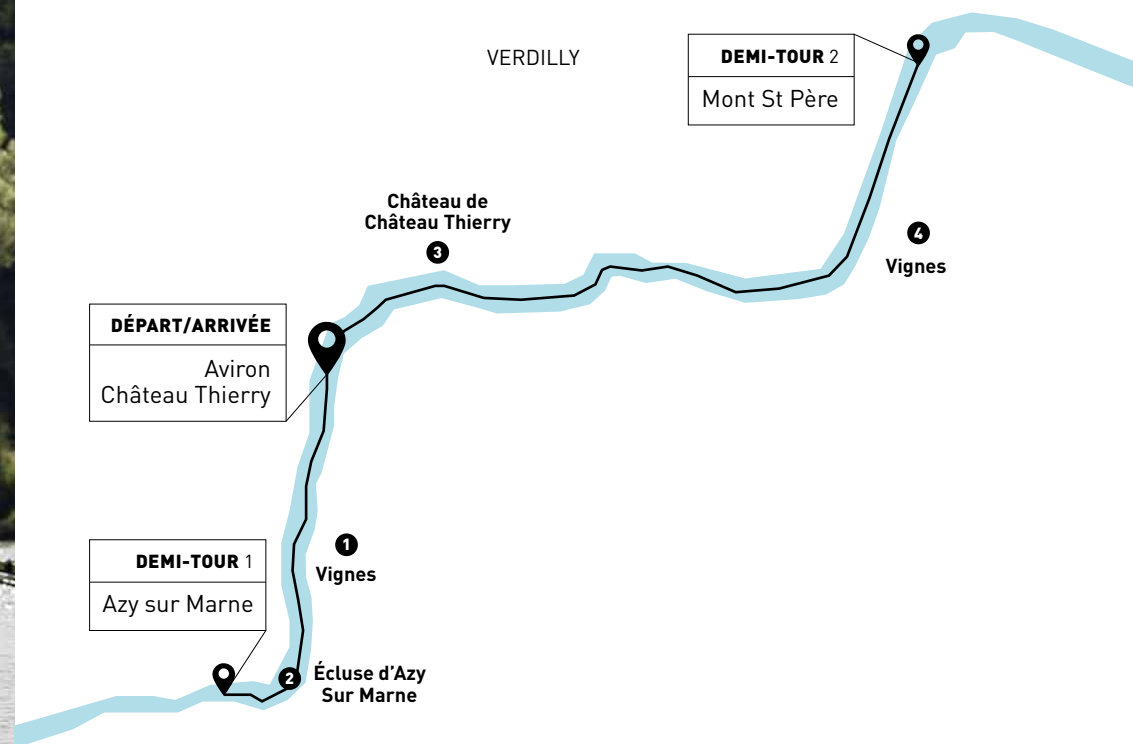 VERDILLY
DEMI-TOUR 2
Mont St Père
Château de
Château Thierry
3
4
Vignes
DÉPART/ARRIVÉE
Aviron
Château Thierry
1
Vignes
DEMI-TOUR 1
Azy sur Marne
2
Écluse d'Azy
Sur Marne